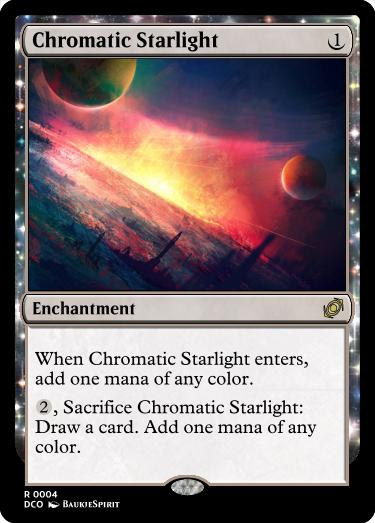 Chromatic Starlight 1
Enchantment
When Chromatic Starlight enters,
add one mana of any color.
2, Sacrifice Chromatic Starlight:
Draw a card. Add one mana of any
color.
R 0004
DCO BaukjeSpirit